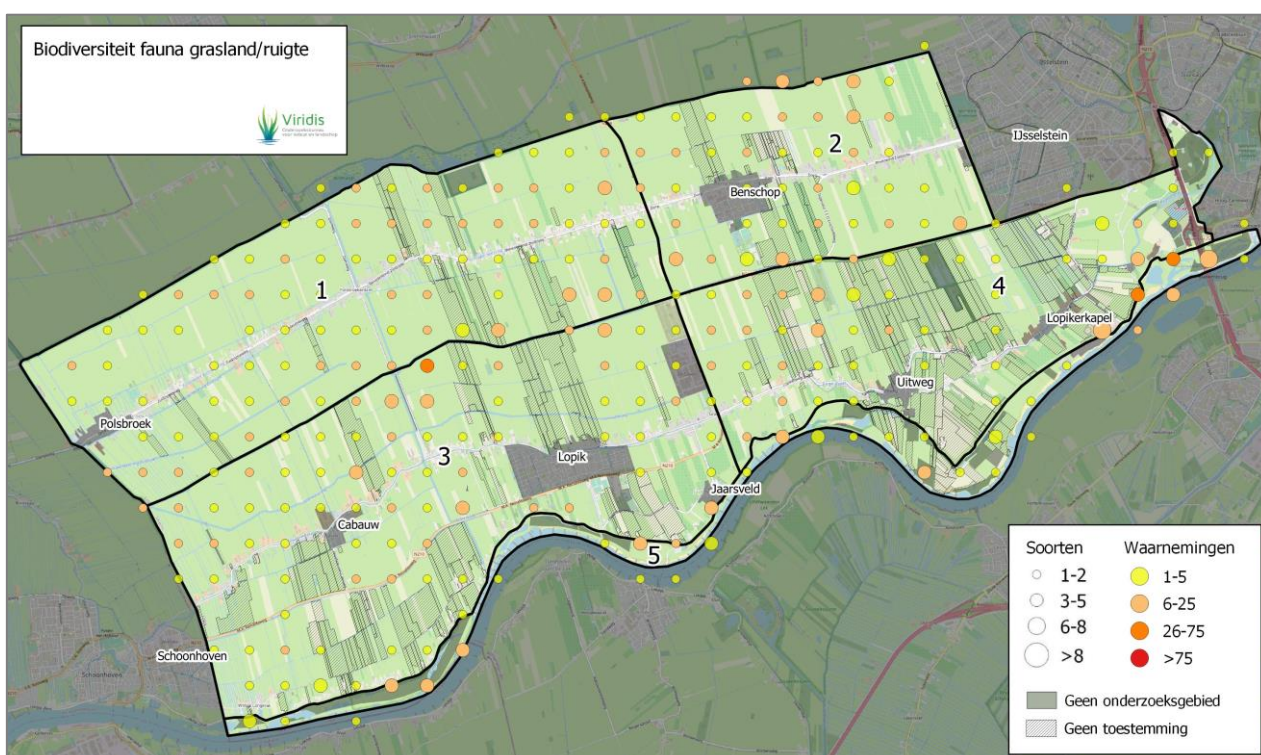 Biodiversiteit fauna grasland/ruigte
Viridis
IJsselstein
2
Benschop
1
4
Lopikerkapel
Uitweg
Polsbroek
3
Lopik
Jaarsveld
Cabauw
5
Schoonhoven
Schoonhoven
N210
Soorten
1-2
3-5
6-8
>8
Waarnemingen
1-5
6-25
26-75
>75
Geen onderzoeksgebied
Geen toestemming